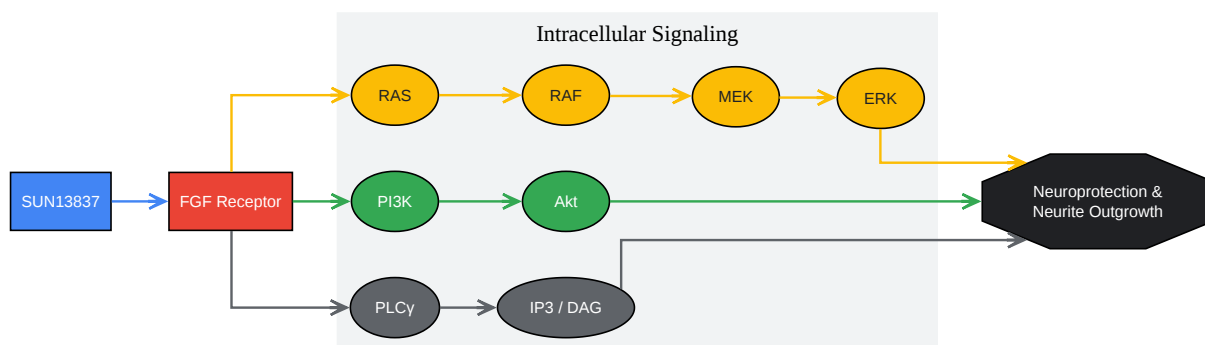 Intracellular Signaling
RAS
RAF
MEK
ERK
SUN13837
FGF Receptor
PI3K
Akt
Neuroprotection &
Neurite Outgrowth
PLCγ
IP3 / DAG